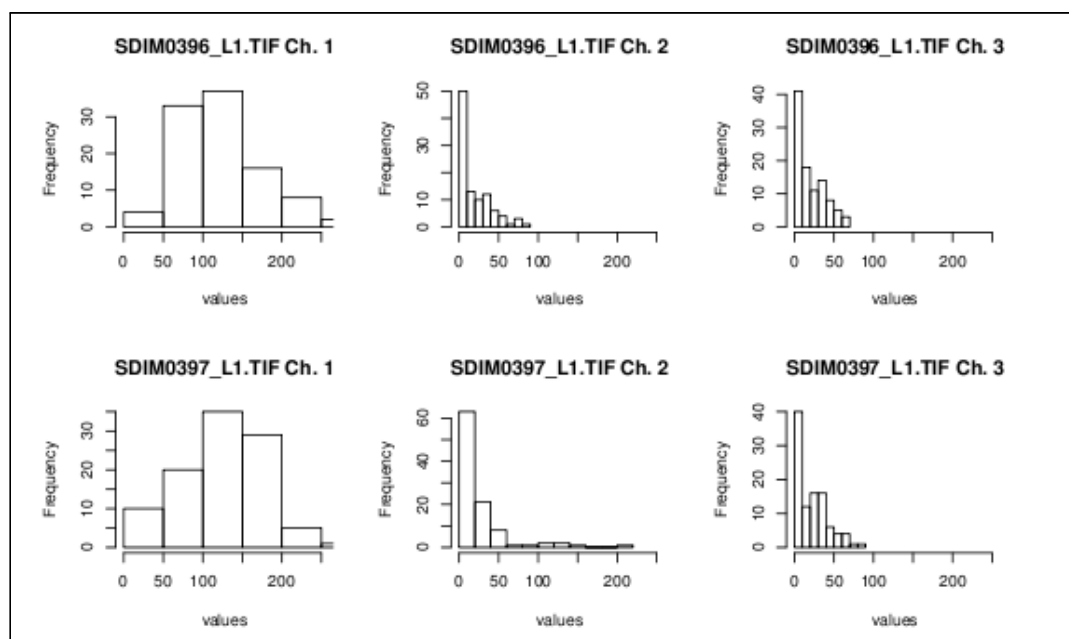 SDIM0396_L1.TIF Ch. 1
SDIM0396_L1.TIF Ch. 2
SDIM0396_L1.TIF Ch. 3
Frequency
0 10 20 30
0 50 100 200
values
Frequency
0 10 30 50
0 50 100 200
values
Frequency
0 10 20 30 40
0 50 100 200
values
SDIM0397_L1.TIF Ch. 1
SDIM0397_L1.TIF Ch. 2
SDIM0397_L1.TIF Ch. 3
Frequency
0 10 20 30
0 50 100 200
values
Frequency
0 20 40 60
0 50 100 200
values
Frequency
0 10 20 30 40
0 50 100 200
values